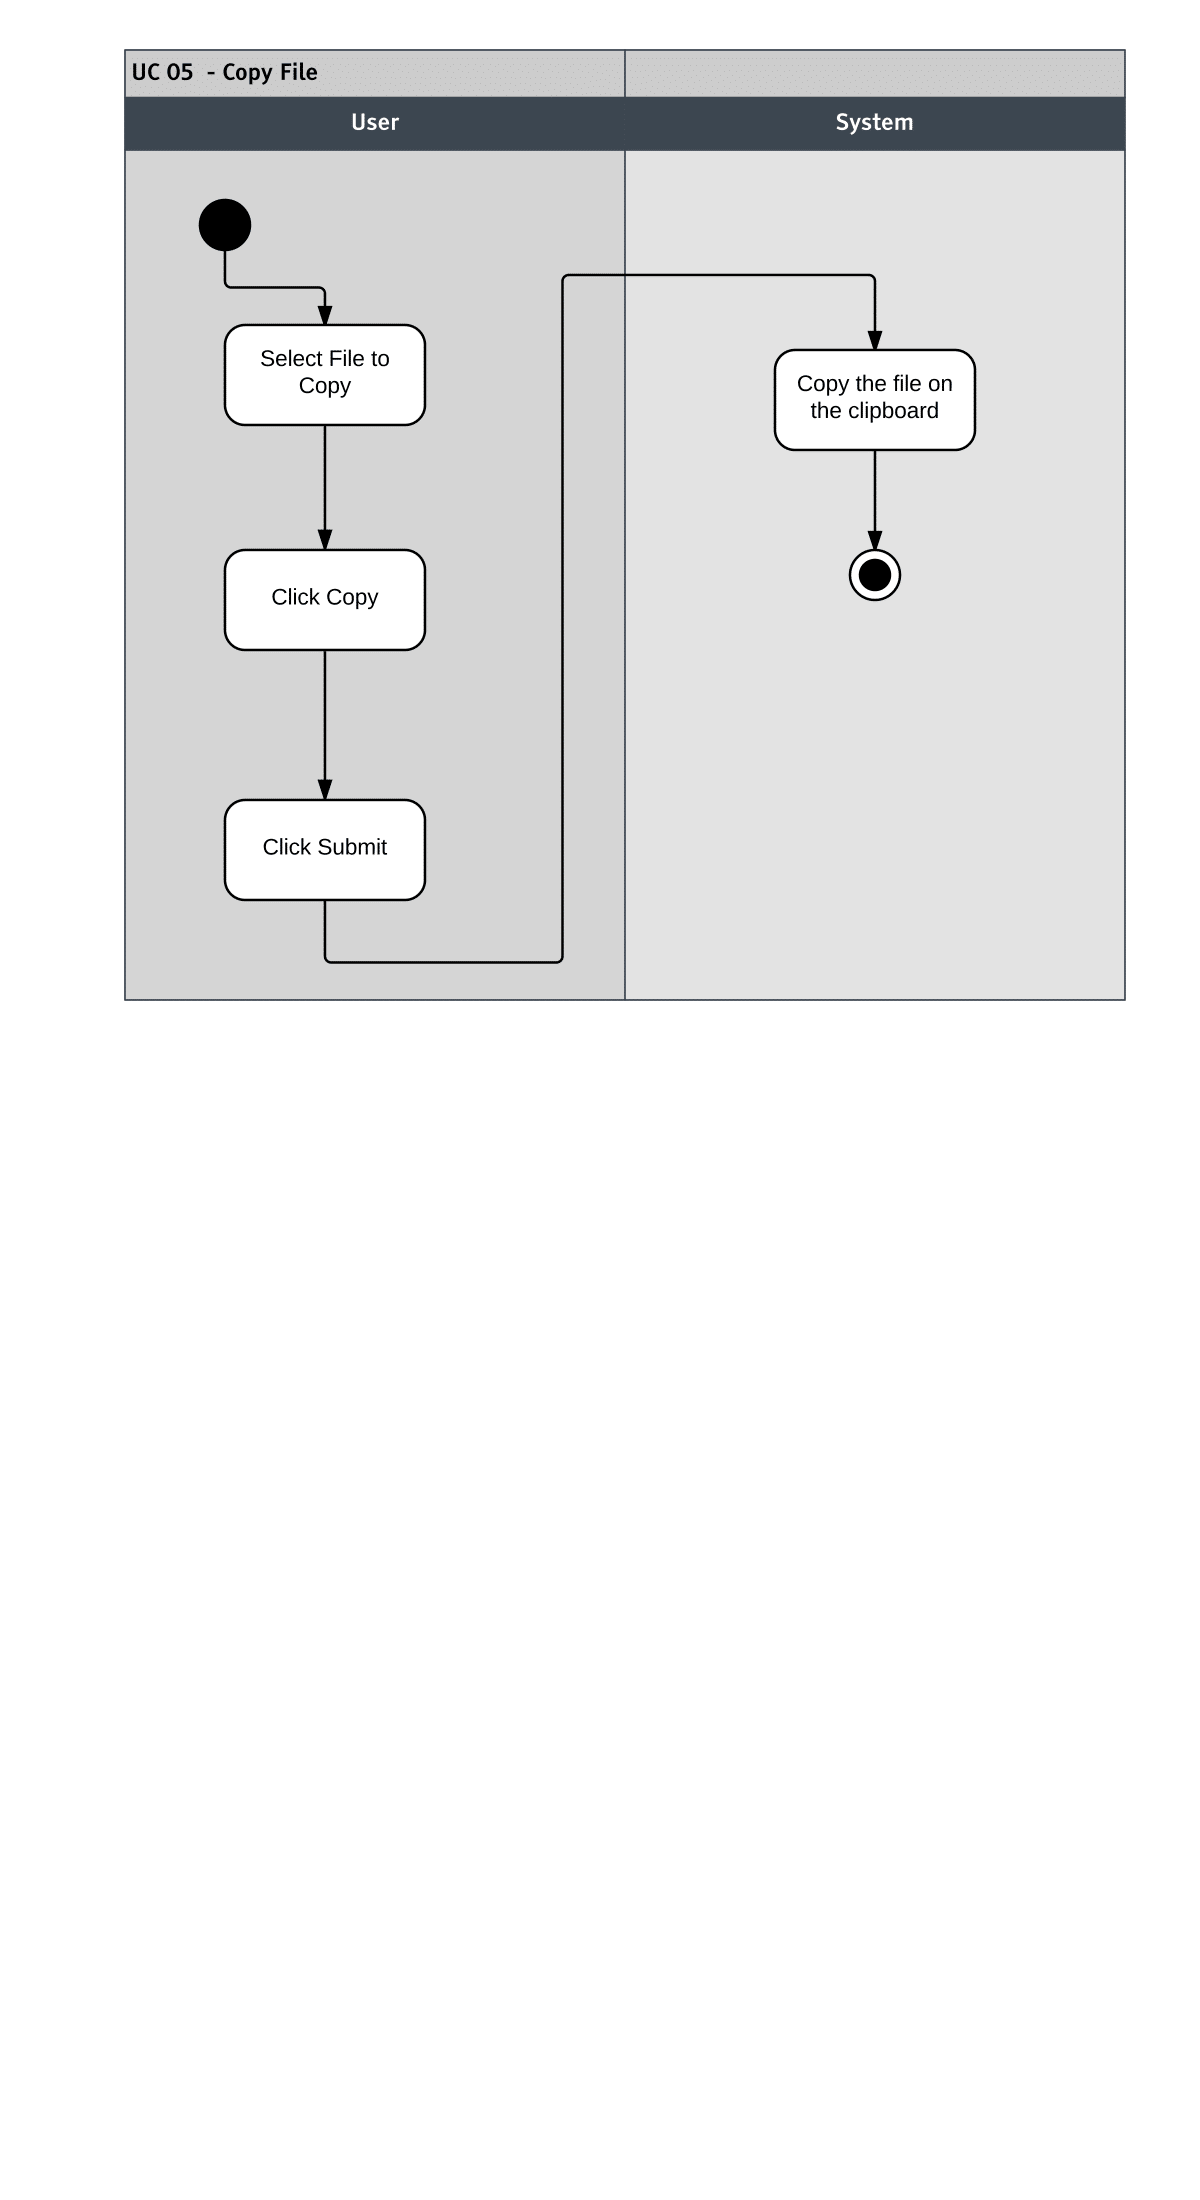 UC 05  - Copy File
User
System
Select File to
Copy
Click Copy
Click Submit
Copy the file on
the clipboard